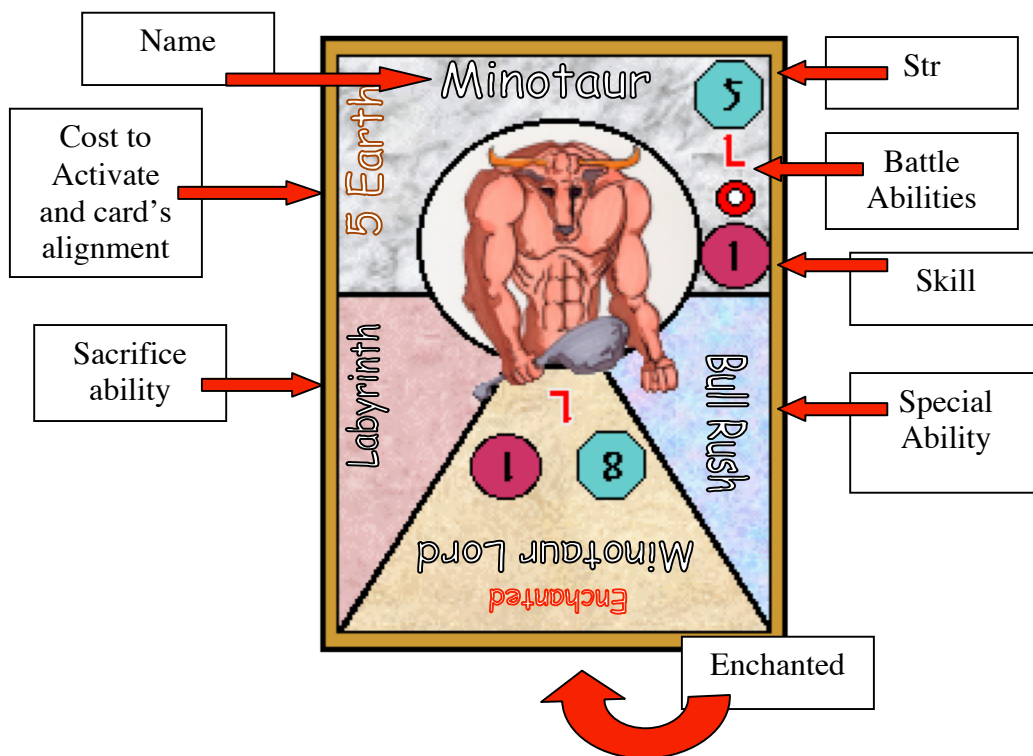 Name
Minotaur
Str
5
Cost to
Activate
and card's
alignment
5 Earth
L
Battle
Abilities
1
Skill
Sacrifice
ability
Labyrinth
Bull Rush
Special
Ability
L
1
8
Minotaur Lord
Enchanted
Enchanted